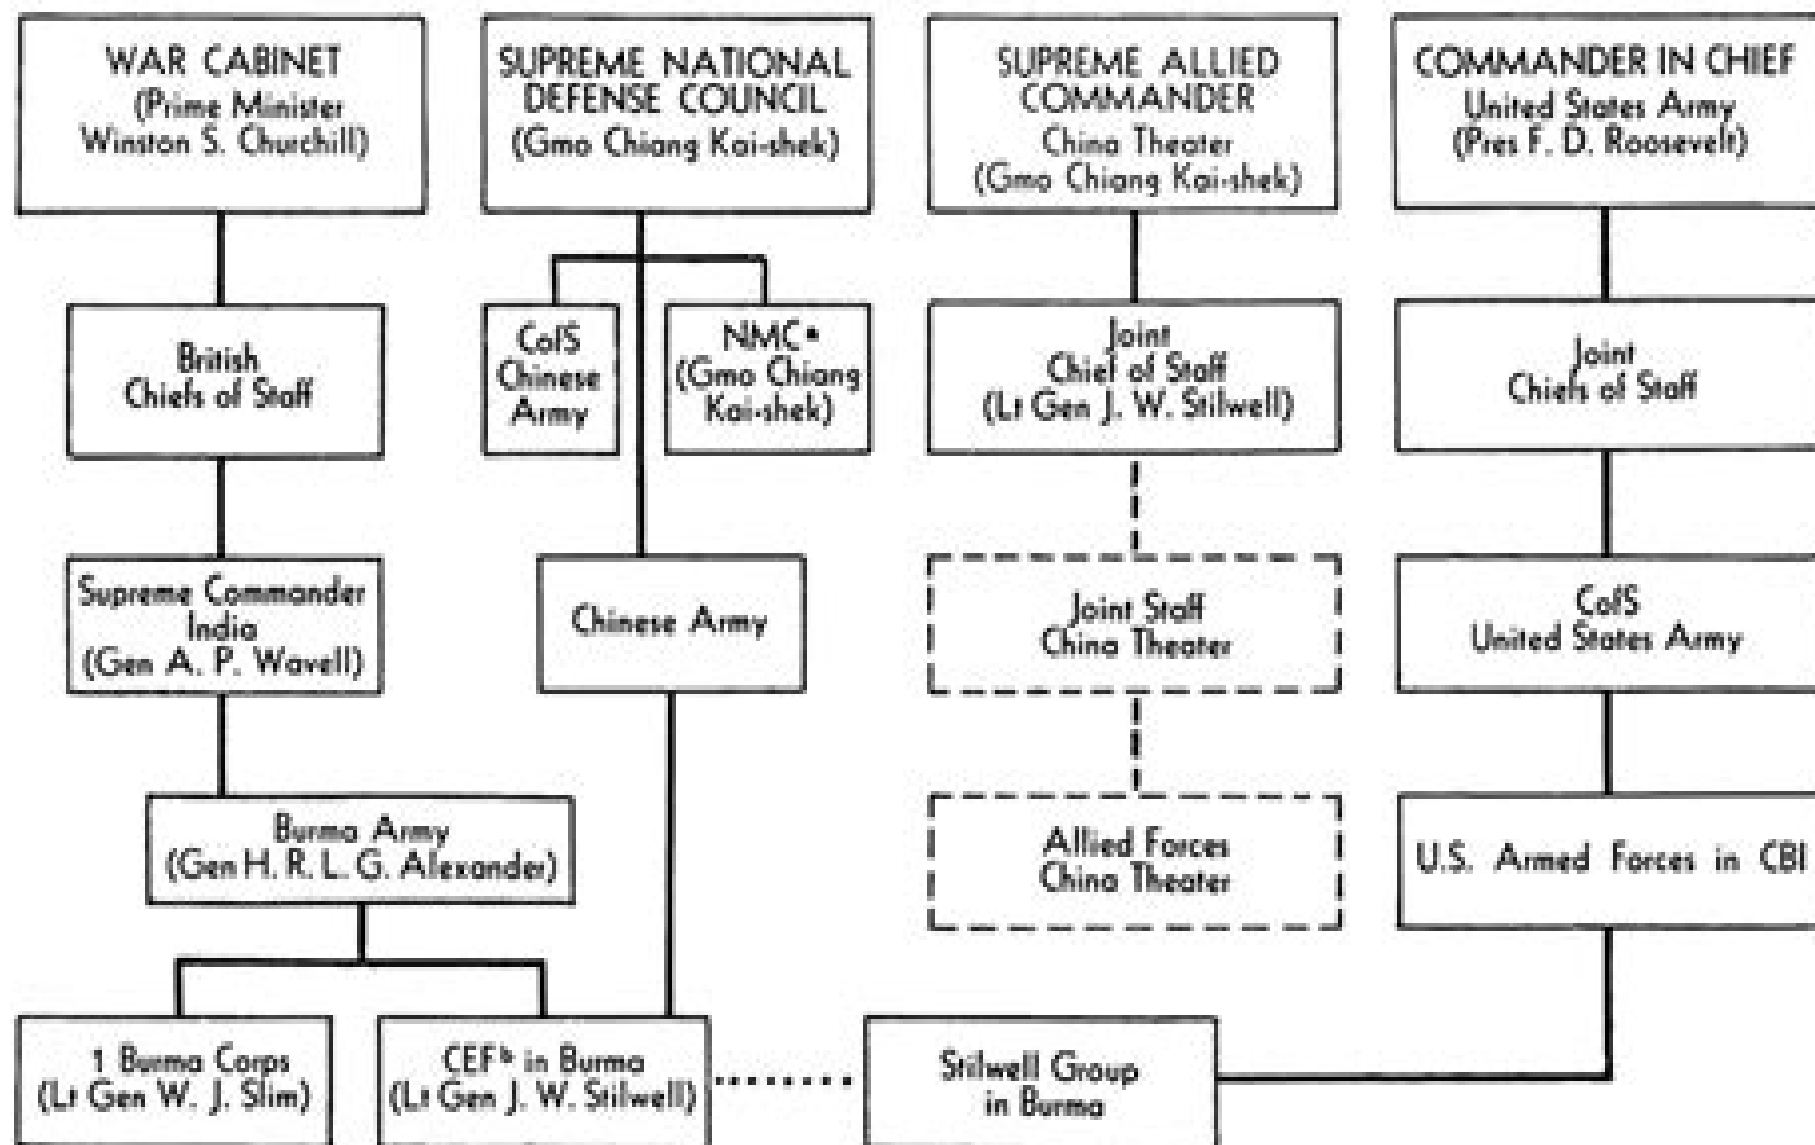 WAR CABINET
(Prime Minister
Winston S. Churchill)
SUPREME NATIONAL
DEFENSE COUNCIL
(Gmo Chiang Kai-shek)
SUPREME ALLIED
COMMANDER
China Theater
(Gmo Chiang Kai-shek)
COMMANDER IN CHIEF
United States Army
(Pres F. D. Roosevelt)
British
Chiefs of Staff
CofS
Chinese
Army
NMC a
(Gmo Chiang
Kai-shek)
Joint
Chief of Staff
(Lt Gen J. W. Stilwell)
Joint
Chiefs of Staff
Supreme Commander
India
(Gen A. P. Wavell)
Chinese Army
Joint Staff
China Theater
CofS
United States Army
Burma Army
(Gen H. R. L. G. Alexander)
Allied Forces
China Theater
U.S. Armed Forces in CBI
1 Burma Corps
(Lt Gen W. J. Slim)
CEF b in Burma
(Lt Gen J. W. Stilwell)
Stilwell Group
in Burma